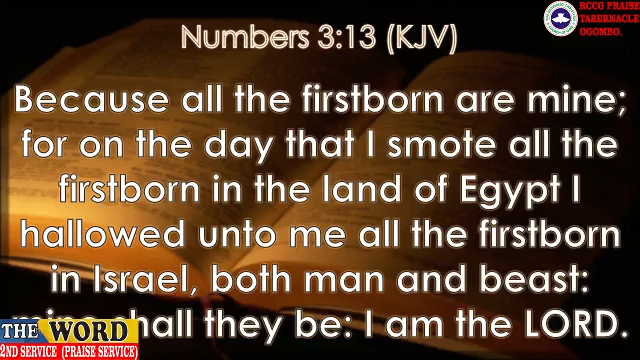 Numbers 3:13 (KJV)
RCCG PRAISE
TABERNACLE
OGOMBO.
Because all the firstborn are mine;
for on the day that I smote all the
firstborn in the land of Egypt I
hallowed unto me all the firstborn
in Israel, both man and beast:
mine shall they be: I am the LORD.
THE WORD
2ND SERVICE (PRAISE SERVICE)